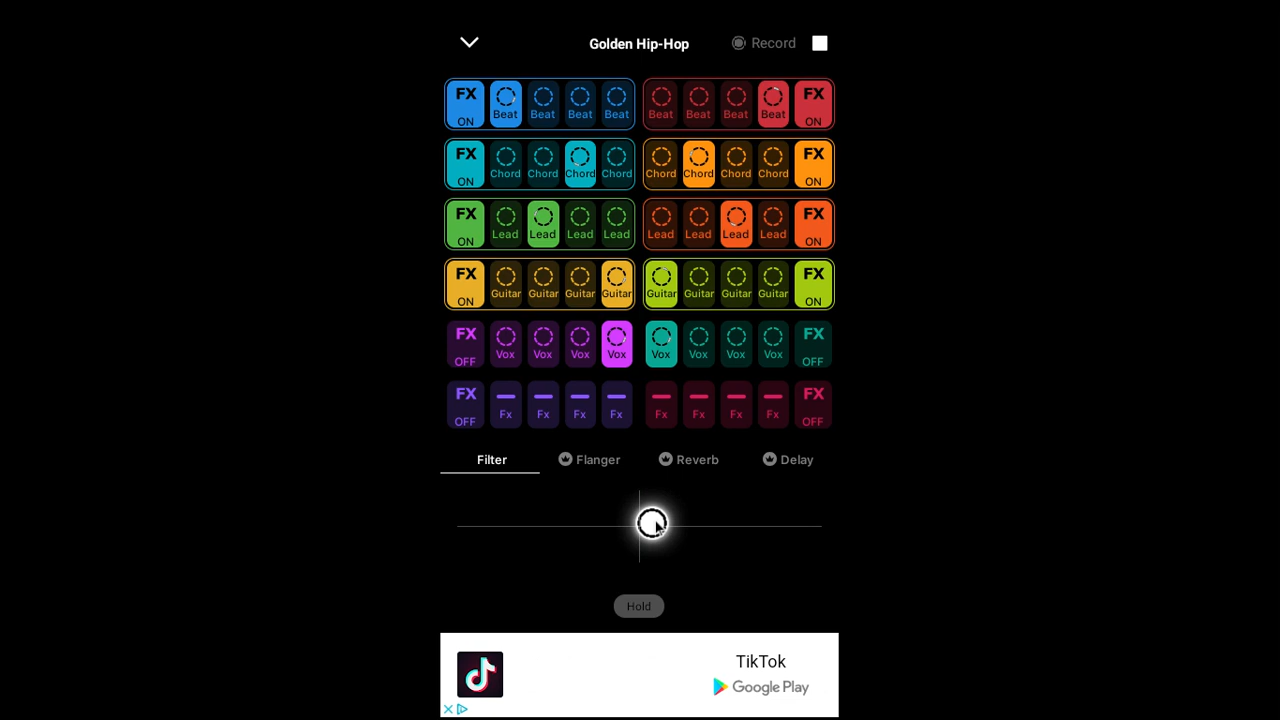 Golden Hip-Hop Record
FX Beat Beat Beat Beat Beat Beat Beat Beat FX
ON ON
FX Chord Chord Chord Chord Chord Chord Chord Chord FX
ON ON
FX Lead Lead Lead Lead Lead Lead Lead Lead FX
ON ON
FX Guitar Guitar Guitar Guitar Guitar Guitar Guitar Guitar FX
ON ON
FX Vox Vox Vox Vox Vox Vox Vox Vox FX
OFF OFF
FX Fx Fx Fx Fx Fx Fx Fx Fx FX
OFF OFF
Filter Flanger Reverb Delay
Hold
TikTok
Google Play